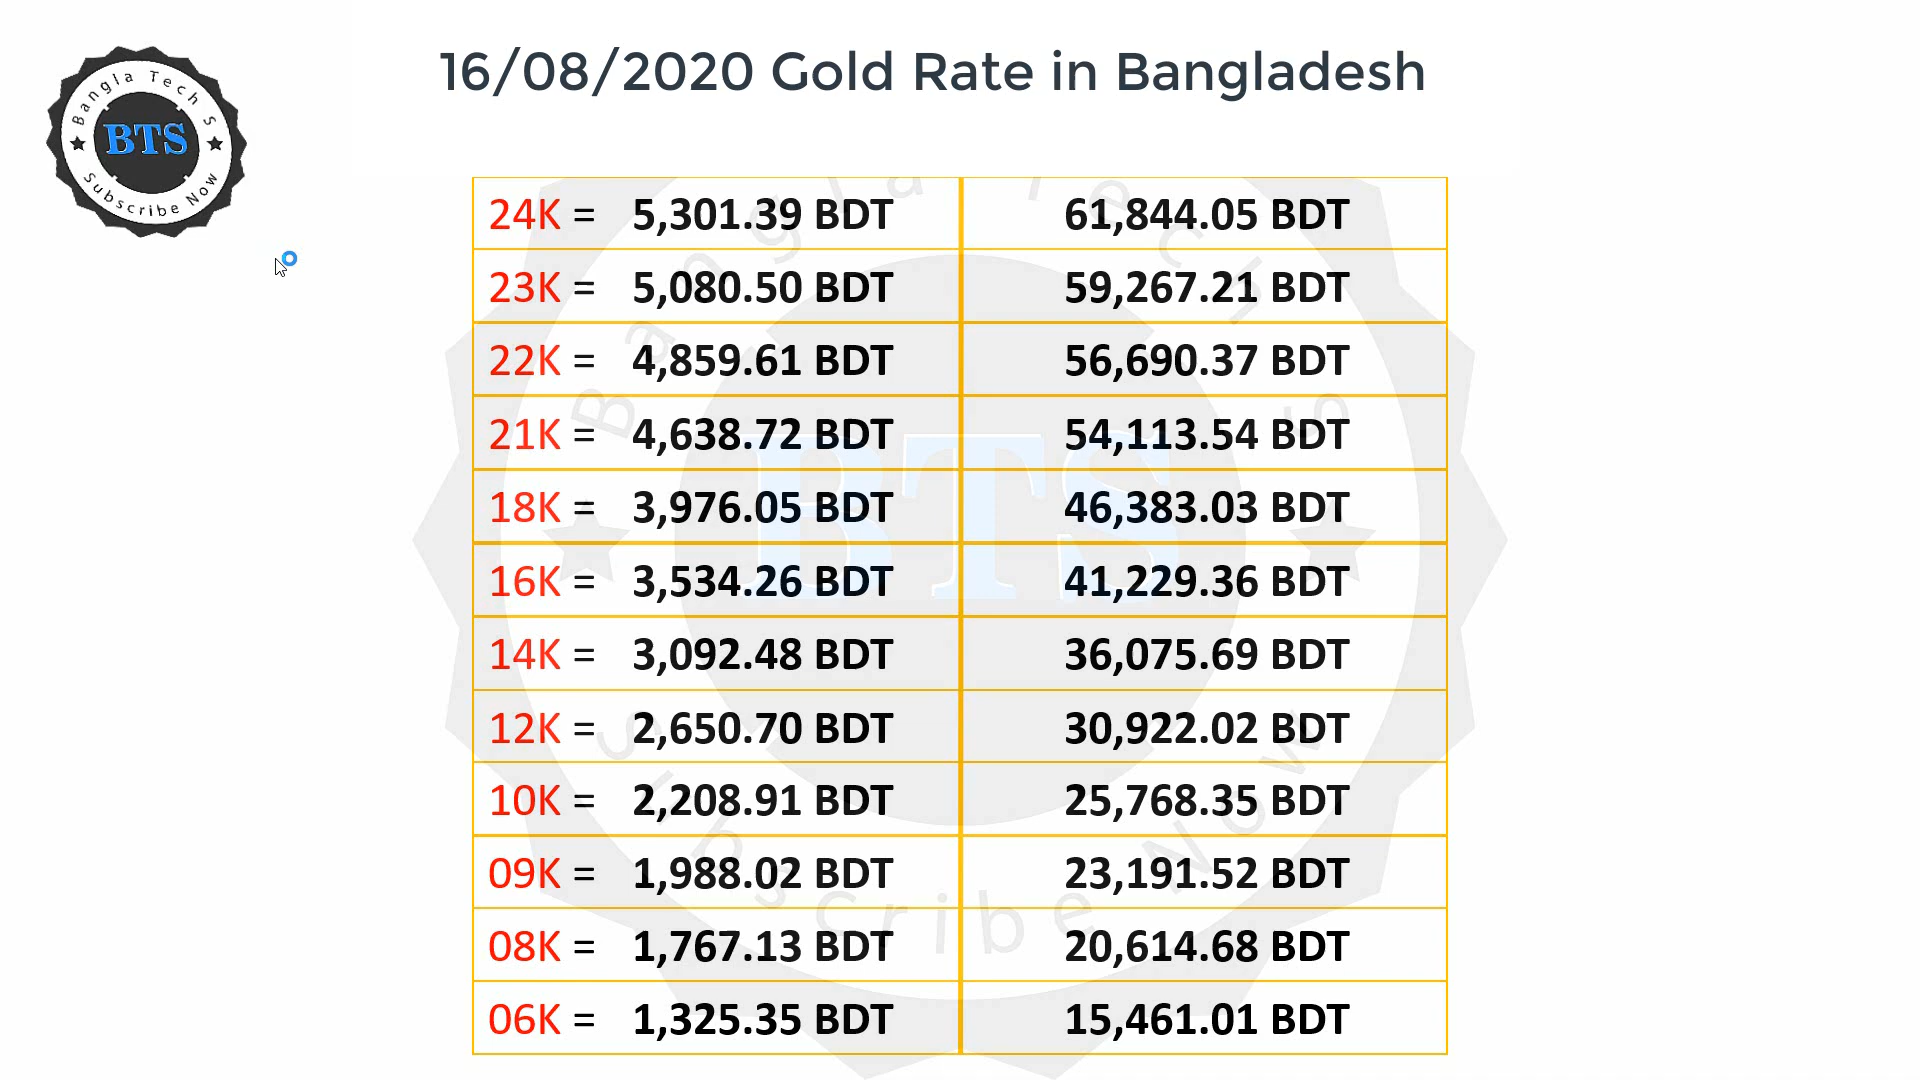 16/08/2020 Gold Rate in Bangladesh
Bangla Tech S
BTS
Subscribe Now
24K = 5,301.39 BDT 61,844.05 BDT
23K = 5,080.50 BDT 59,267.21 BDT
22K = 4,859.61 BDT 56,690.37 BDT
21K = 4,638.72 BDT 54,113.54 BDT
18K = 3,976.05 BDT 46,383.03 BDT
16K = 3,534.26 BDT 41,229.36 BDT
14K = 3,092.48 BDT 36,075.69 BDT
12K = 2,650.70 BDT 30,922.02 BDT
10K = 2,208.91 BDT 25,768.35 BDT
09K = 1,988.02 BDT 23,191.52 BDT
08K = 1,767.13 BDT 20,614.68 BDT
06K = 1,325.35 BDT 15,461.01 BDT
Bangla Tech S
BTS
Subscribe Now